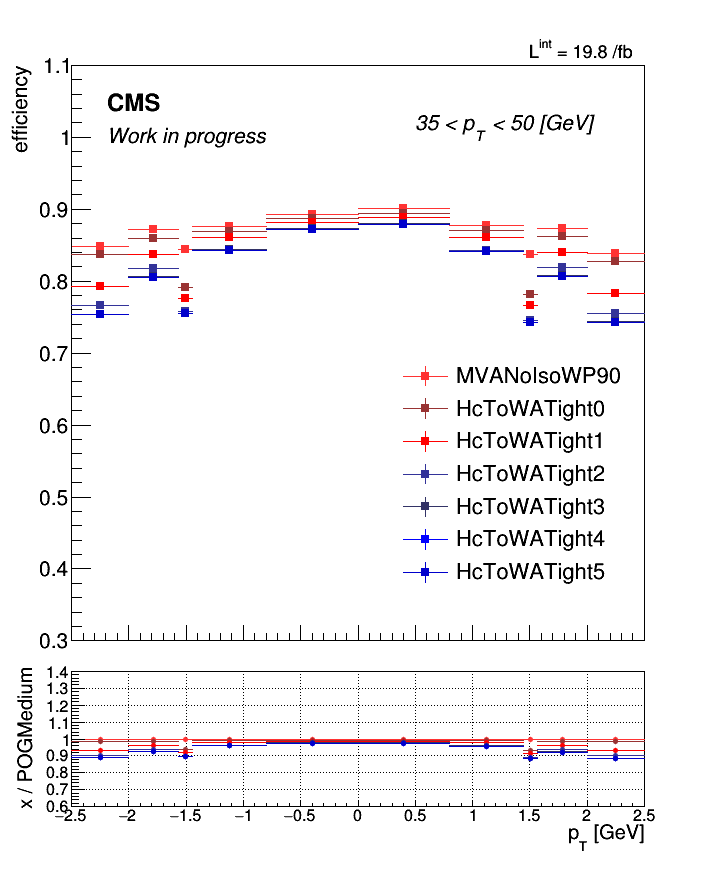 L^int = 19.8 /fb
efficiency
CMS
Work in progress
35 < p_T < 50 [GeV]
1.1
1
0.9
0.8
0.7
0.6
0.5
0.4
0.3
MVANoIsoWP90
HcToWATight0
HcToWATight1
HcToWATight2
HcToWATight3
HcToWATight4
HcToWATight5
x / POGMedium
1.4
1.3
1.2
1.1
1
0.9
0.8
0.7
0.6
−2.5 −2 −1.5 −1 −0.5 0 0.5 1 1.5 2 2.5
p_T [GeV]